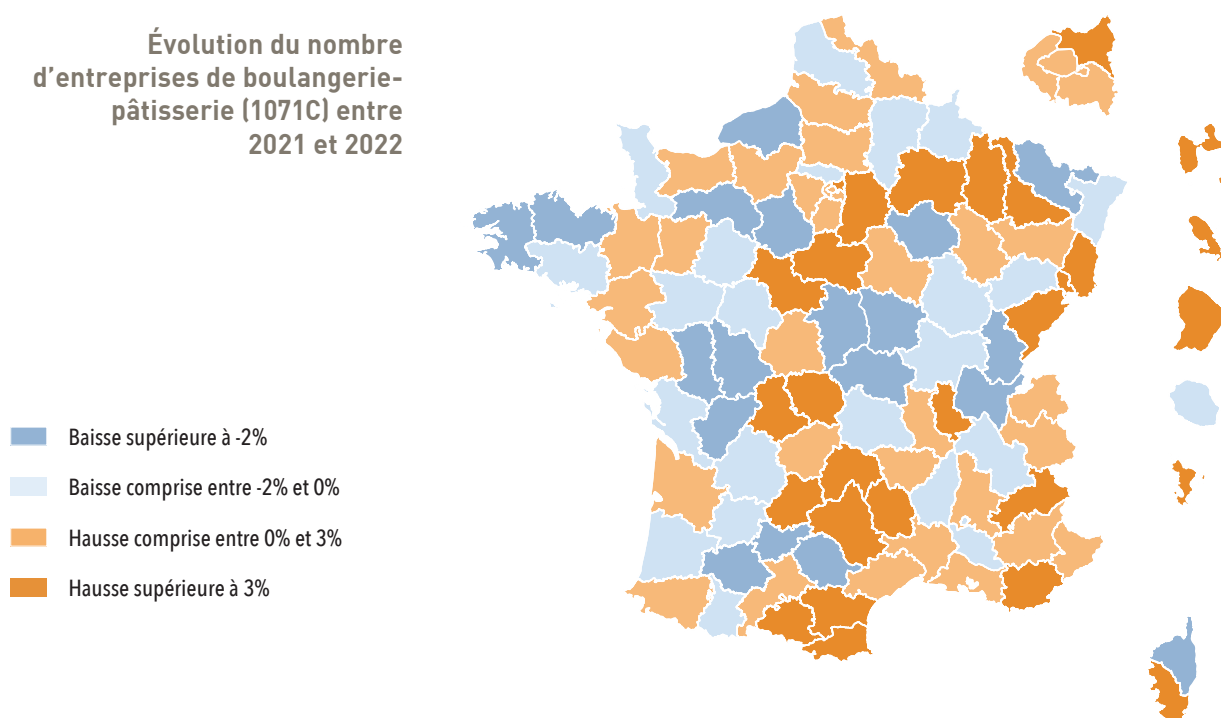 Évolution du nombre
d'entreprises de boulangerie-
pâtisserie (1071C) entre
2021 et 2022
Baisse supérieure à -2%
Baisse comprise entre -2% et 0%
Hausse comprise entre 0% et 3%
Hausse supérieure à 3%